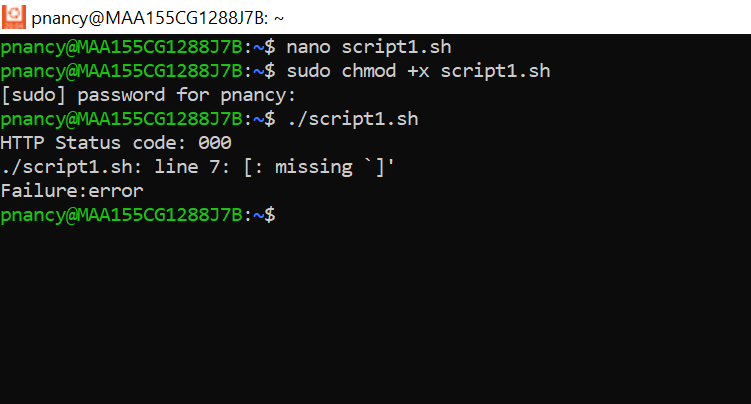 pnancy@MAA155CG1288J7B: ~
pnancy@MAA155CG1288J7B:~$ nano script1.sh
pnancy@MAA155CG1288J7B:~$ sudo chmod +x script1.sh
[sudo] password for pnancy:
pnancy@MAA155CG1288J7B:~$ ./script1.sh
HTTP Status code: 000
./script1.sh: line 7: [: missing `]'
Failure:error
pnancy@MAA155CG1288J7B:~$